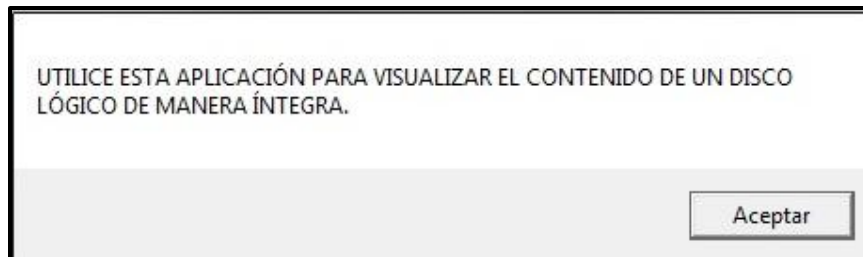 UTILICE ESTA APLICACIÓN PARA VISUALIZAR EL CONTENIDO DE UN DISCO
LÓGICO DE MANERA ÍNTEGRA.
Aceptar